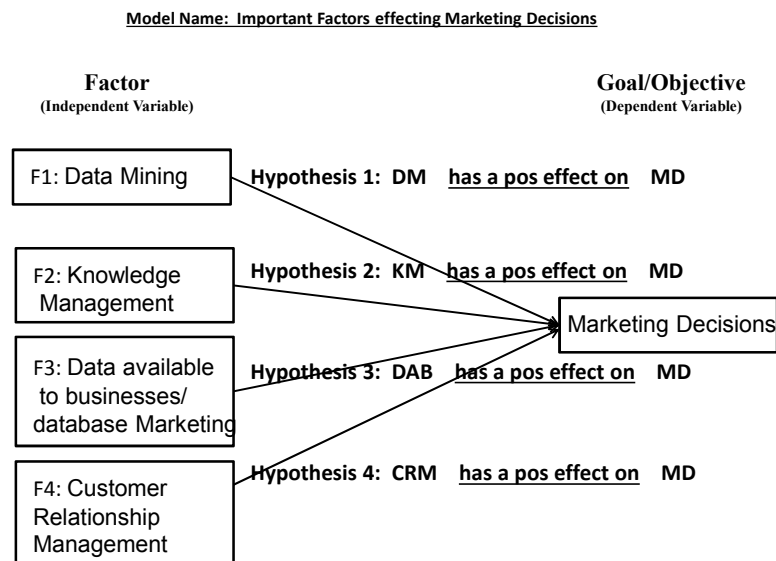 Model Name: Important Factors effecting Marketing Decisions
Factor
(Independent Variable)
Goal/Objective
(Dependent Variable)
F1: Data Mining
Hypothesis 1: DM has a pos effect on MD
F2: Knowledge
Management
Hypothesis 2: KM has a pos effect on MD
Marketing Decisions
F3: Data available
to businesses/
database Marketing
Hypothesis 3: DAB has a pos effect on MD
F4: Customer
Relationship
Management
Hypothesis 4: CRM has a pos effect on MD